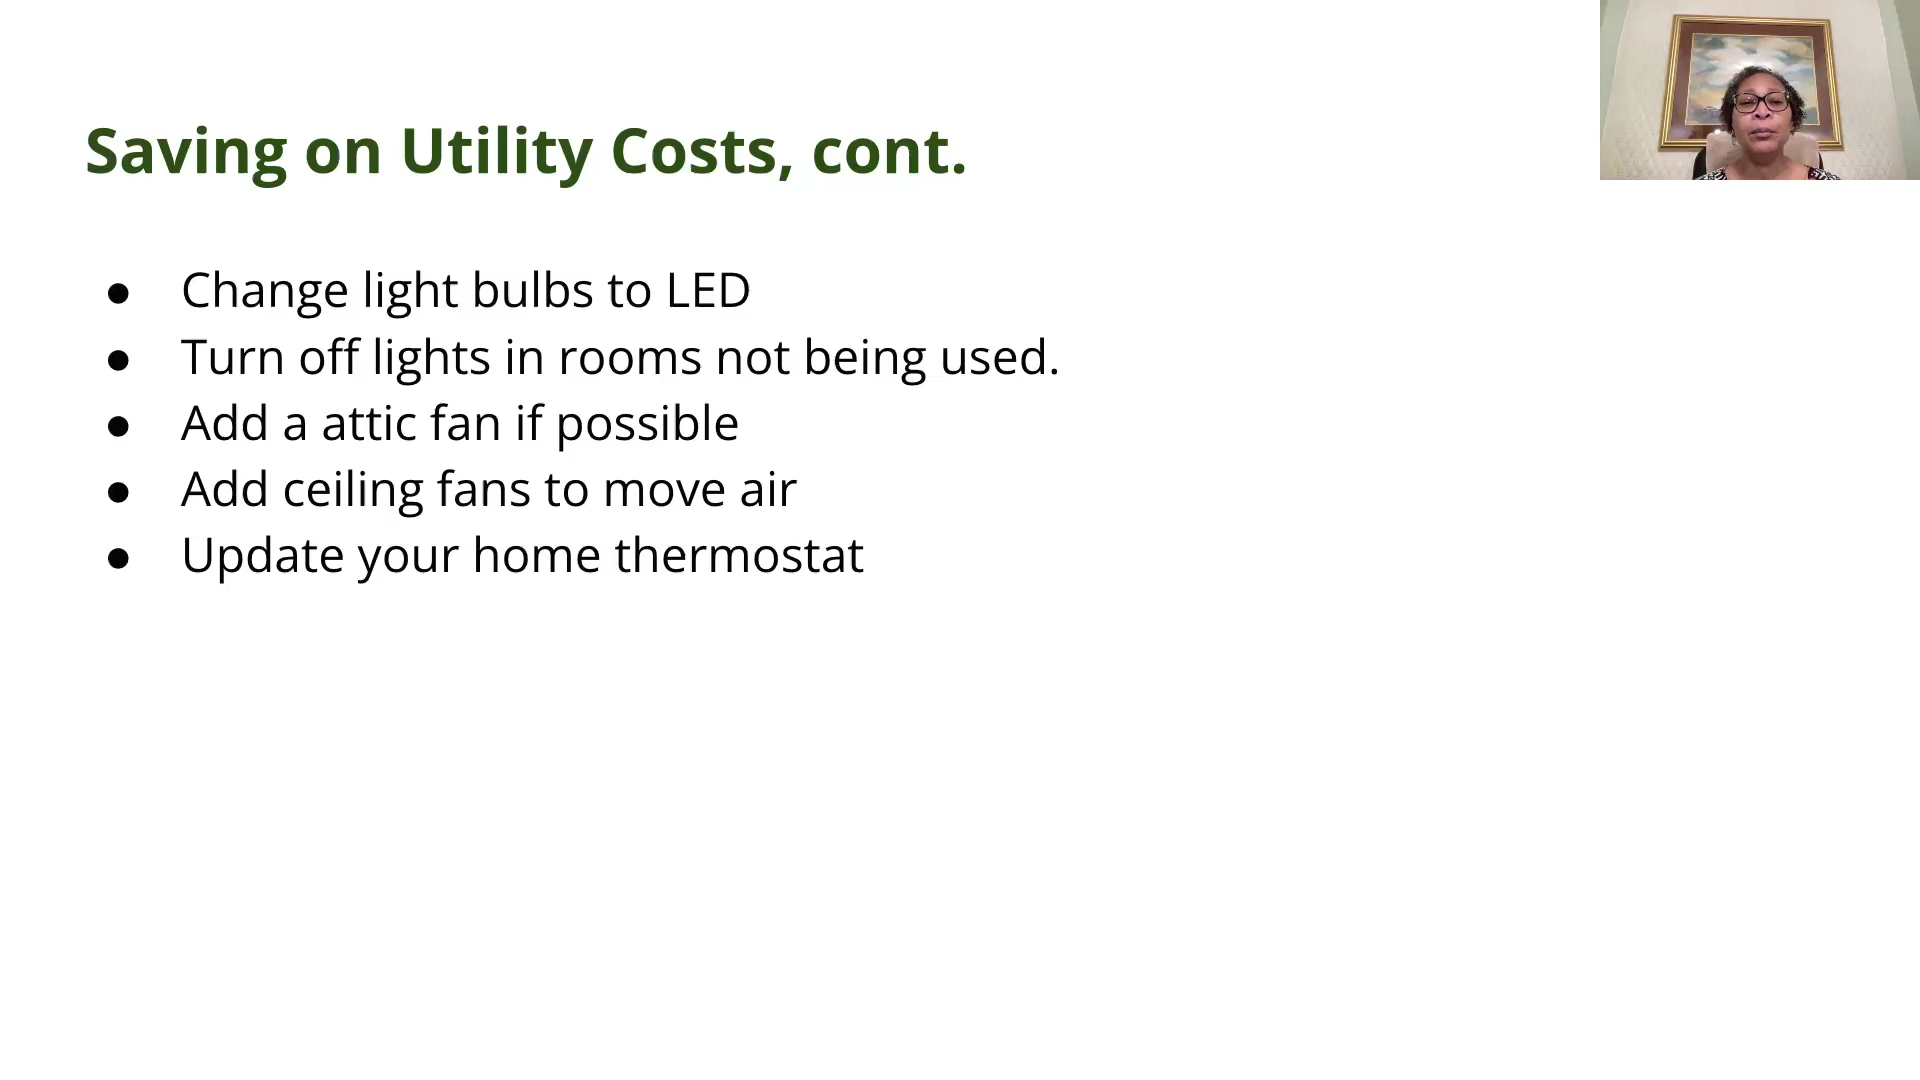 Saving on Utility Costs, cont.
● Change light bulbs to LED
● Turn off lights in rooms not being used.
● Add a attic fan if possible
● Add ceiling fans to move air
● Update your home thermostat